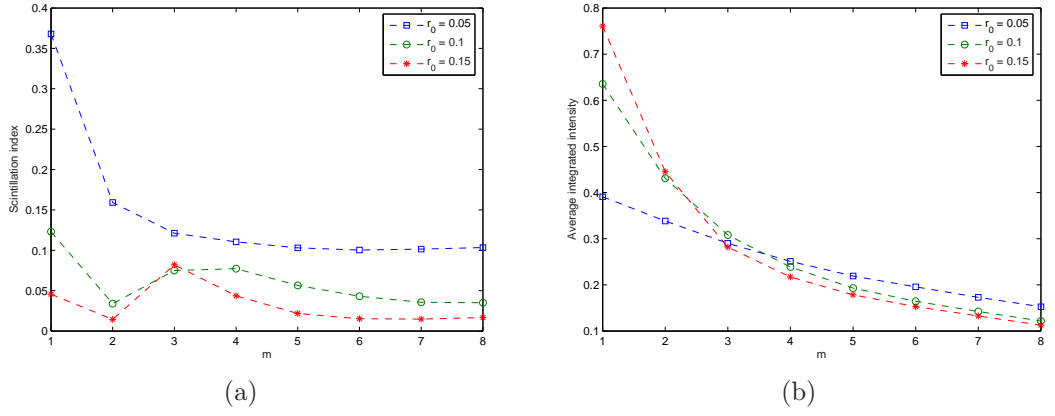 0.4
0.35
0.3
0.25
0.2
0.15
0.1
0.05
0
Scintillation index
1 2 3 4 5 6 7 8
m
r0 = 0.05
r0 = 0.1
r0 = 0.15
(a)
0.8
0.7
0.6
0.5
0.4
0.3
0.2
0.1
Average integrated intensity
1 2 3 4 5 6 7 8
m
r0 = 0.05
r0 = 0.1
r0 = 0.15
(b)